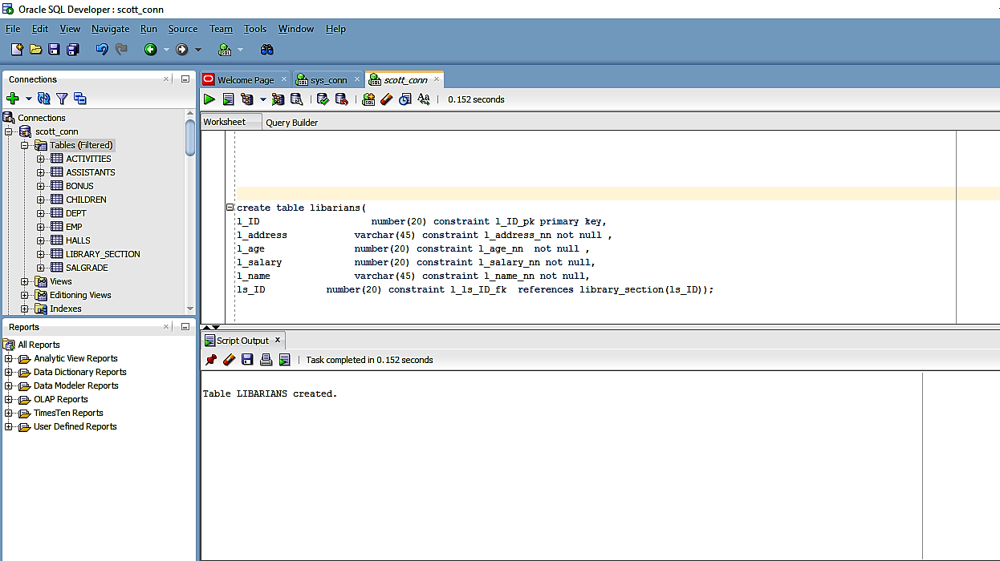 Oracle SQL Developer : scott_conn
File Edit View Navigate Run Source Team Tools Window Help
Connections
Connections
scott_conn
Tables (Filtered)
ACTIVITIES
ASSISTANTS
BONUS
CHILDREN
DEPT
EMP
HALLS
LIBRARY_SECTION
SALGRADE
Views
Editioning Views
Indexes
Reports
All Reports
Analytic View Reports
Data Dictionary Reports
Data Modeler Reports
OLAP Reports
TimesTen Reports
User Defined Reports
Welcome Page sys_conn scott_conn
0.152 seconds
Worksheet Query Builder
create table libarians(
l_ID number(20) constraint l_ID_pk primary key,
l_address varchar(45) constraint l_address_nn not null ,
l_age number(20) constraint l_age_nn not null ,
l_salary number(20) constraint l_salary_nn not null,
l_name varchar(45) constraint l_name_nn not null,
ls_ID number(20) constraint l_ls_ID_fk references library_section(ls_ID));
Script Output x
Task completed in 0.152 seconds
Table LIBARIANS created.